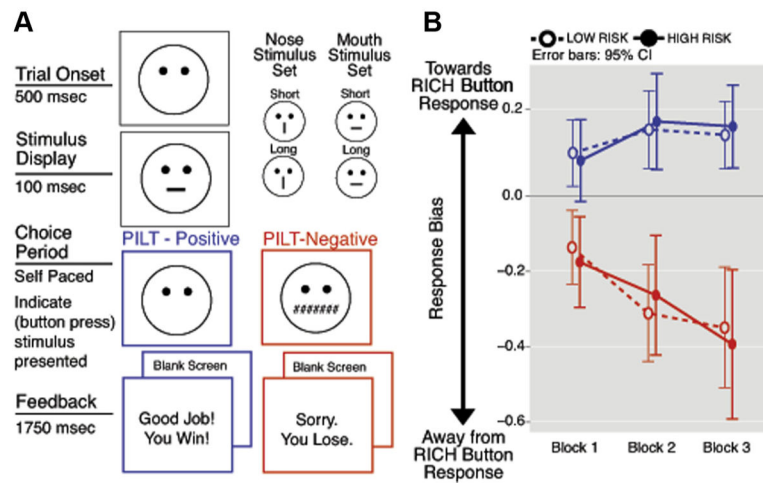 A
Trial Onset
500 msec
Stimulus
Display
100 msec
Choice
Period
Self Paced
Indicate
(button press)
stimulus
presented
Feedback
1750 msec
Nose
Stimulus
Set
Short
Long
Mouth
Stimulus
Set
Short
Long
PILT - Positive
PILT-Negative
#######
Blank Screen
Good Job!
You Win!
Blank Screen
Sorry.
You Lose.
B
LOW RISK
HIGH RISK
Error bars: 95% CI
Towards
RICH Button
Response
Response Bias
Away from
RICH Button
Response
0.2
0.0
−0.2
−0.4
−0.6
Block 1
Block 2
Block 3